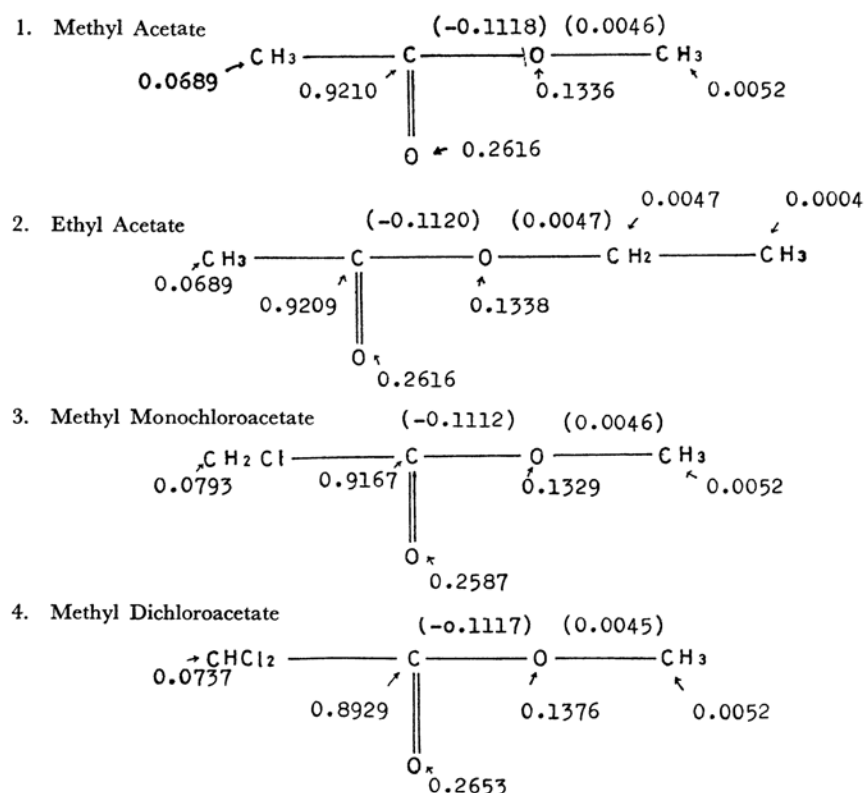 1. Methyl Acetate (-0.1118) (0.0046)
CH3 C O CH3
0.0689 0.9210 0.1336 0.0052
O 0.2616
0.0047 0.0004
2. Ethyl Acetate (-0.1120) (0.0047)
CH3 C O CH2 CH3
0.0689 0.9209 0.1338
O
0.2616
3. Methyl Monochloroacetate (-0.1112) (0.0046)
CH2Cl C O CH3
0.0793 0.9167 0.1329 0.0052
O
0.2587
4. Methyl Dichloroacetate (-0.1117) (0.0045)
CHCl2 C O CH3
0.0737
0.8929 0.1376 0.0052
O
0.2653